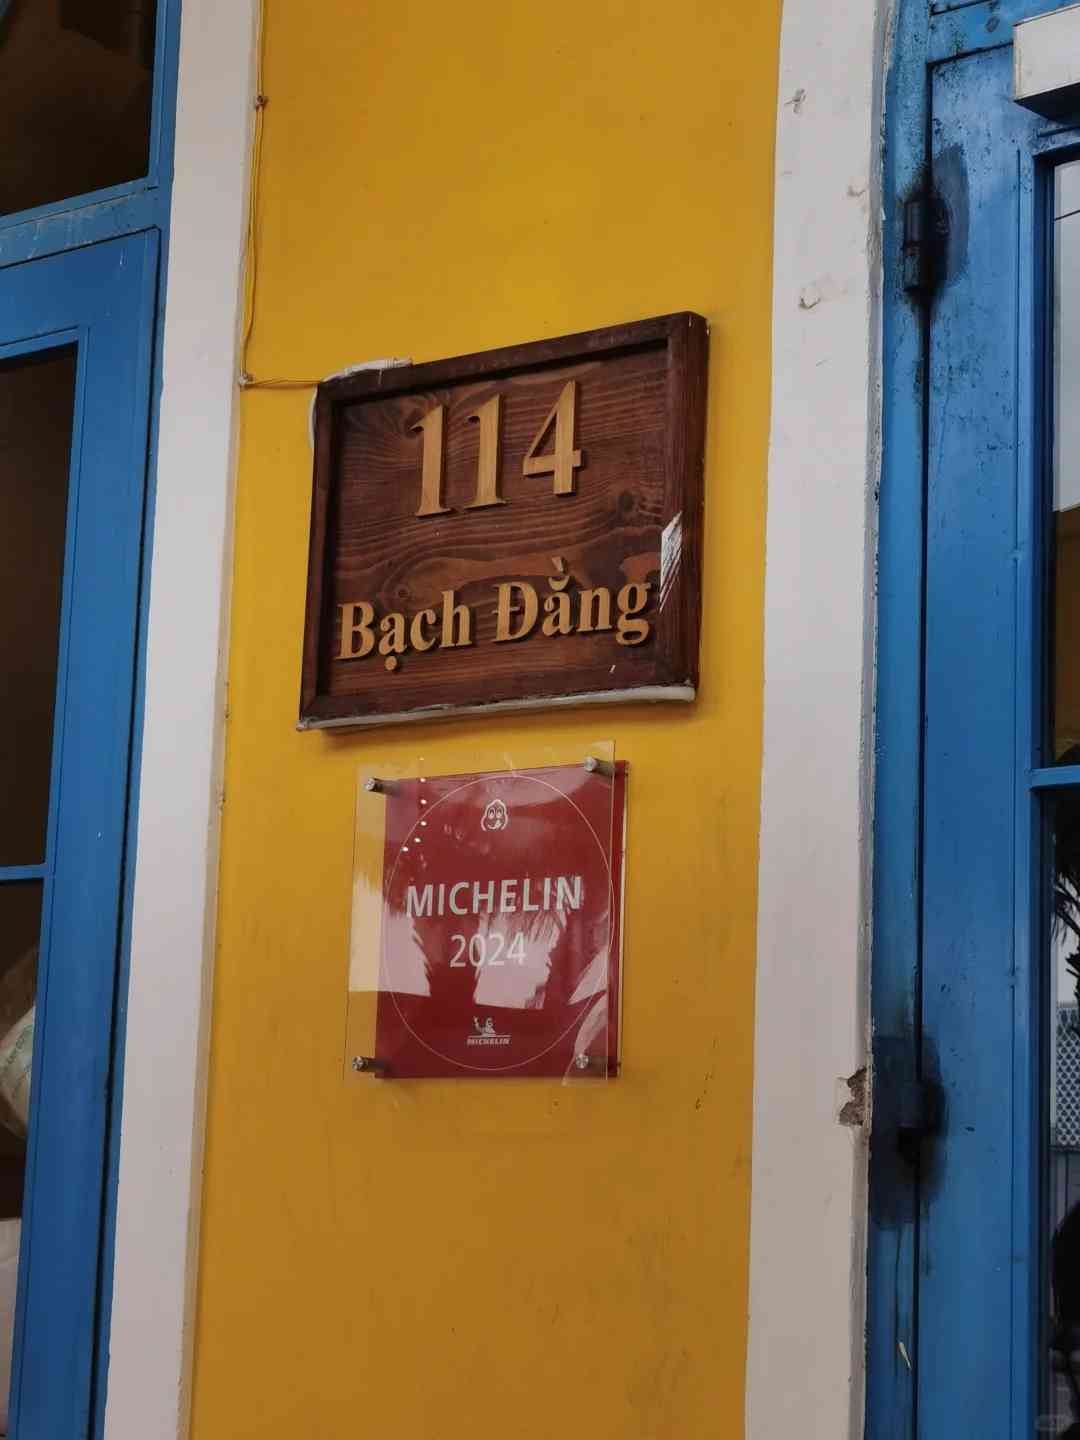 114
Bạch Đằng
MICHELIN
2024
MICHELIN